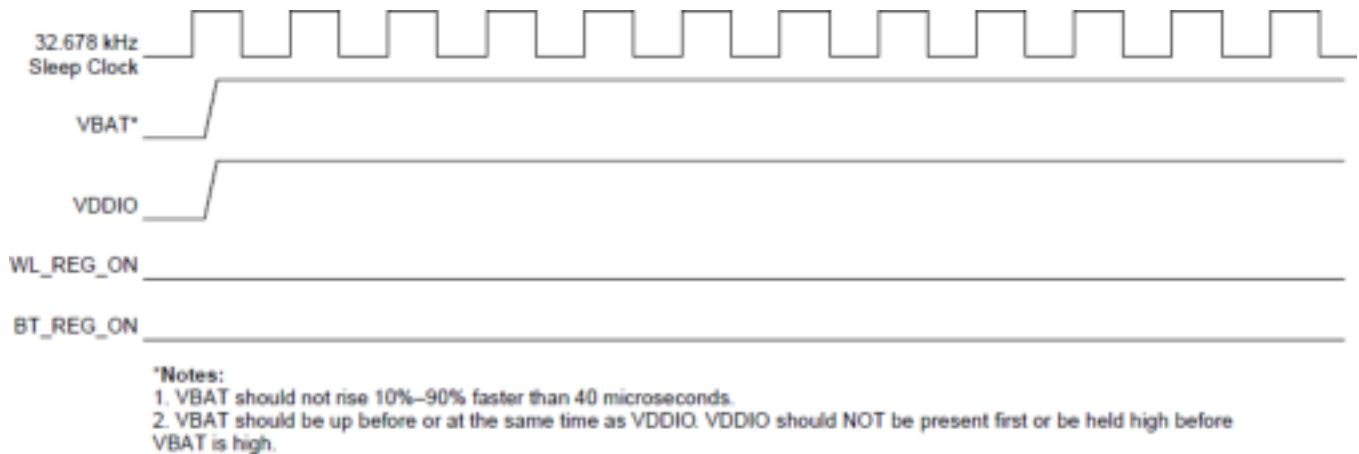 32.678 kHz
Sleep Clock
VBAT*
VDDIO
WL_REG_ON
BT_REG_ON
*Notes:
1. VBAT should not rise 10%–90% faster than 40 microseconds.
2. VBAT should be up before or at the same time as VDDIO. VDDIO should NOT be present first or be held high before
VBAT is high.